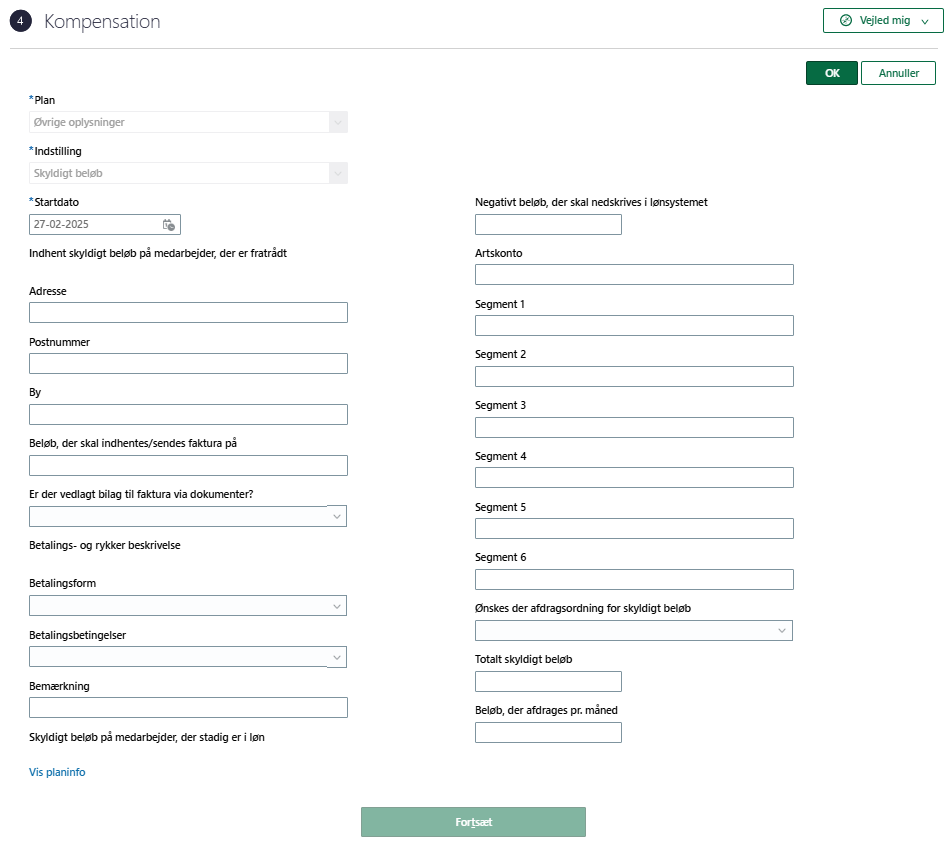 4 Kompensation
Vejled mig
OK
Annuller
*Plan
Øvrige oplysninger
*Indstilling
Skyldigt beløb
*Startdato
27-02-2025
Indhent skyldigt beløb på medarbejder, der er fratrådt
Adresse
Postnummer
By
Beløb, der skal indhentes/sendes faktura på
Er der vedlagt bilag til faktura via dokumenter?
Betalings- og rykker beskrivelse
Betalingsform
Betalingsbetingelser
Bemærkning
Skyldigt beløb på medarbejder, der stadig er i løn
Negativt beløb, der skal nedskrives i lønsystemet
Artskonto
Segment 1
Segment 2
Segment 3
Segment 4
Segment 5
Segment 6
Ønskes der afdragsordning for skyldigt beløb
Totalt skyldigt beløb
Beløb, der afdrages pr. måned
Vis planinfo
Fortsæt